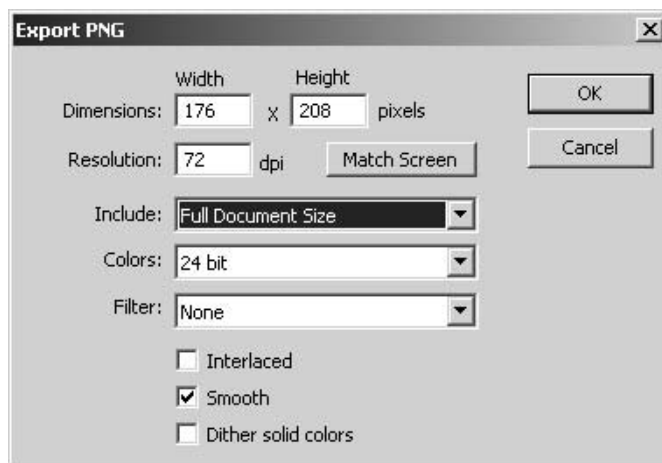 Export PNG
Width Height
Dimensions: 176 x 208 pixels
OK
Resolution: 72 dpi Match Screen
Cancel
Include: Full Document Size
Colors: 24 bit
Filter: None
Interlaced
Smooth
Dither solid colors